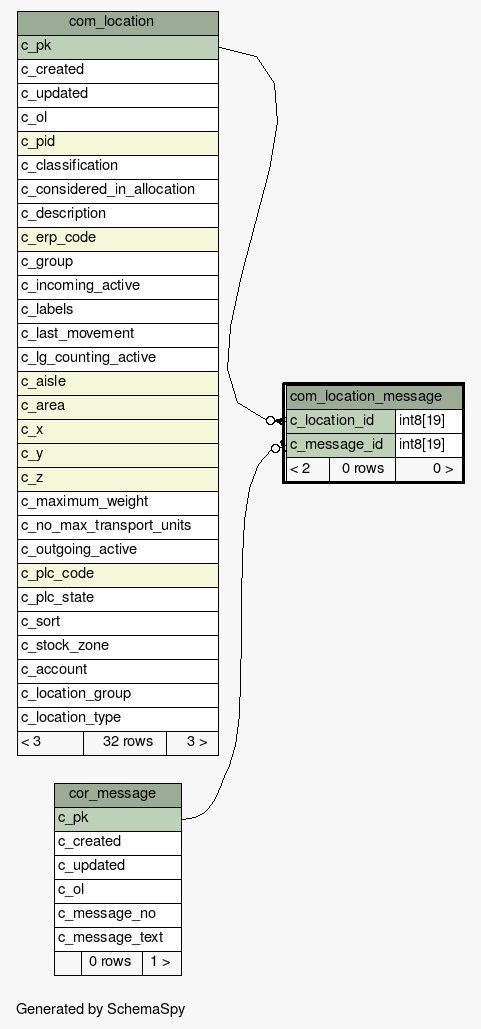 com_location
c_pk
c_created
c_updated
c_ol
c_pid
c_classification
c_considered_in_allocation
c_description
c_erp_code
c_group
c_incoming_active
c_labels
c_last_movement
c_lg_counting_active
c_aisle
c_area
c_x
c_y
c_z
c_maximum_weight
c_no_max_transport_units
c_outgoing_active
c_plc_code
c_plc_state
c_sort
c_stock_zone
c_account
c_location_group
c_location_type
< 3 32 rows 3 >
com_location_message
c_location_id int8[19]
c_message_id int8[19]
< 2 0 rows 0 >
cor_message
c_pk
c_created
c_updated
c_ol
c_message_no
c_message_text
0 rows 1 >
Generated by SchemaSpy